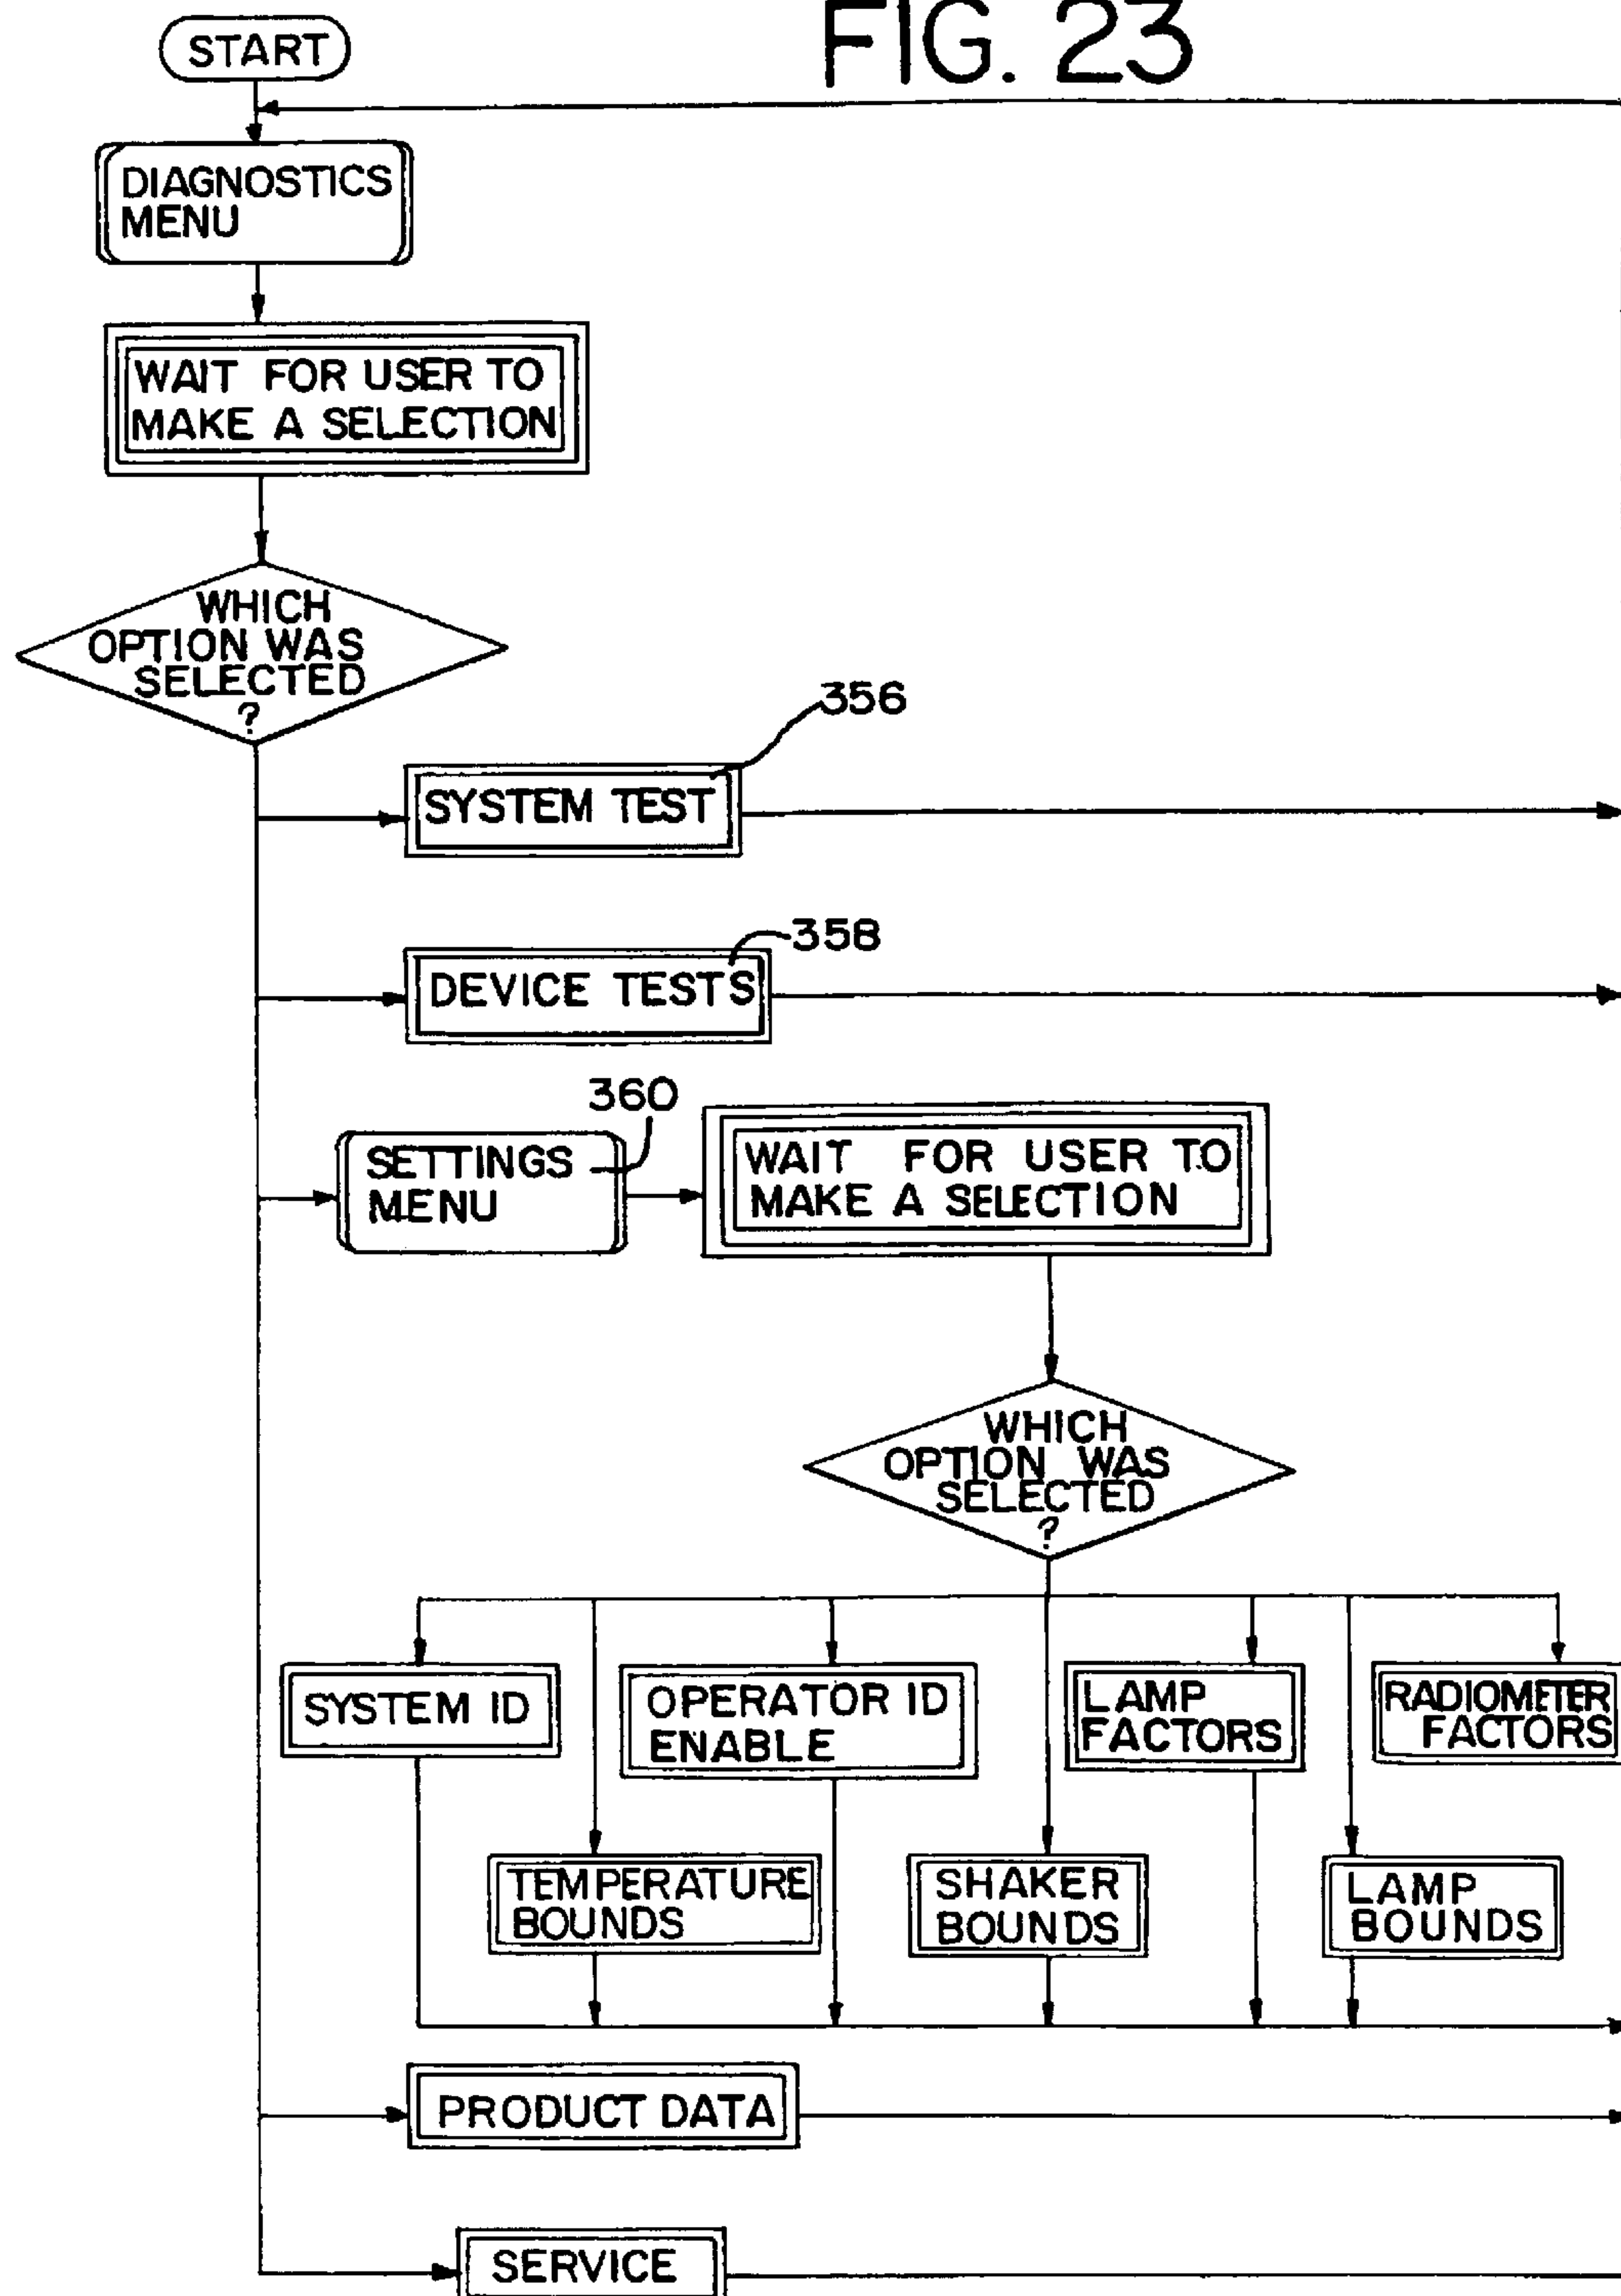 FIG. 23
START
DIAGNOSTICS
MENU
WAIT FOR USER TO
MAKE A SELECTION
WHICH
OPTION WAS
SELECTED
?
356
SYSTEM TEST
358
DEVICE TESTS
360
SETTINGS
MENU
WAIT FOR USER TO
MAKE A SELECTION
WHICH
OPTION WAS
SELECTED
?
SYSTEM ID
OPERATOR ID
ENABLE
LAMP
FACTORS
RADIOMETER
FACTORS
TEMPERATURE
BOUNDS
SHAKER
BOUNDS
LAMP
BOUNDS
PRODUCT DATA
SERVICE